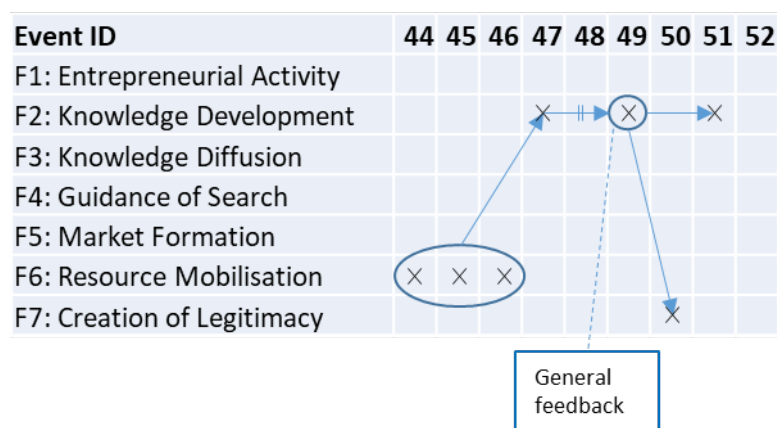 Event ID 44 45 46 47 48 49 50 51 52
F1: Entrepreneurial Activity
F2: Knowledge Development X X X
F3: Knowledge Diffusion
F4: Guidance of Search
F5: Market Formation
F6: Resource Mobilisation X X X
F7: Creation of Legitimacy X
General
feedback